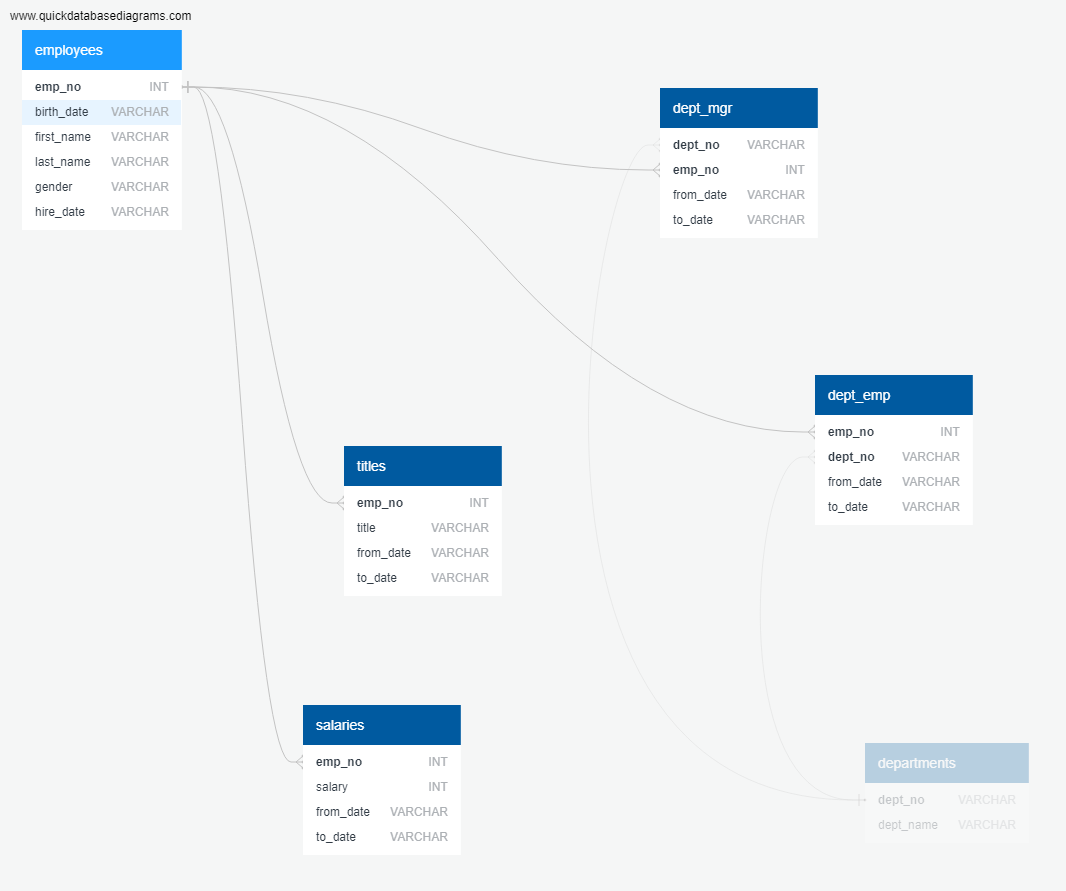 www.quickdatabasediagrams.com
employees
emp_no INT
birth_date VARCHAR
first_name VARCHAR
last_name VARCHAR
gender VARCHAR
hire_date VARCHAR
dept_mgr
dept_no VARCHAR
emp_no INT
from_date VARCHAR
to_date VARCHAR
dept_emp
emp_no INT
dept_no VARCHAR
from_date VARCHAR
to_date VARCHAR
titles
emp_no INT
title VARCHAR
from_date VARCHAR
to_date VARCHAR
salaries
emp_no INT
salary INT
from_date VARCHAR
to_date VARCHAR
departments
dept_no VARCHAR
dept_name VARCHAR